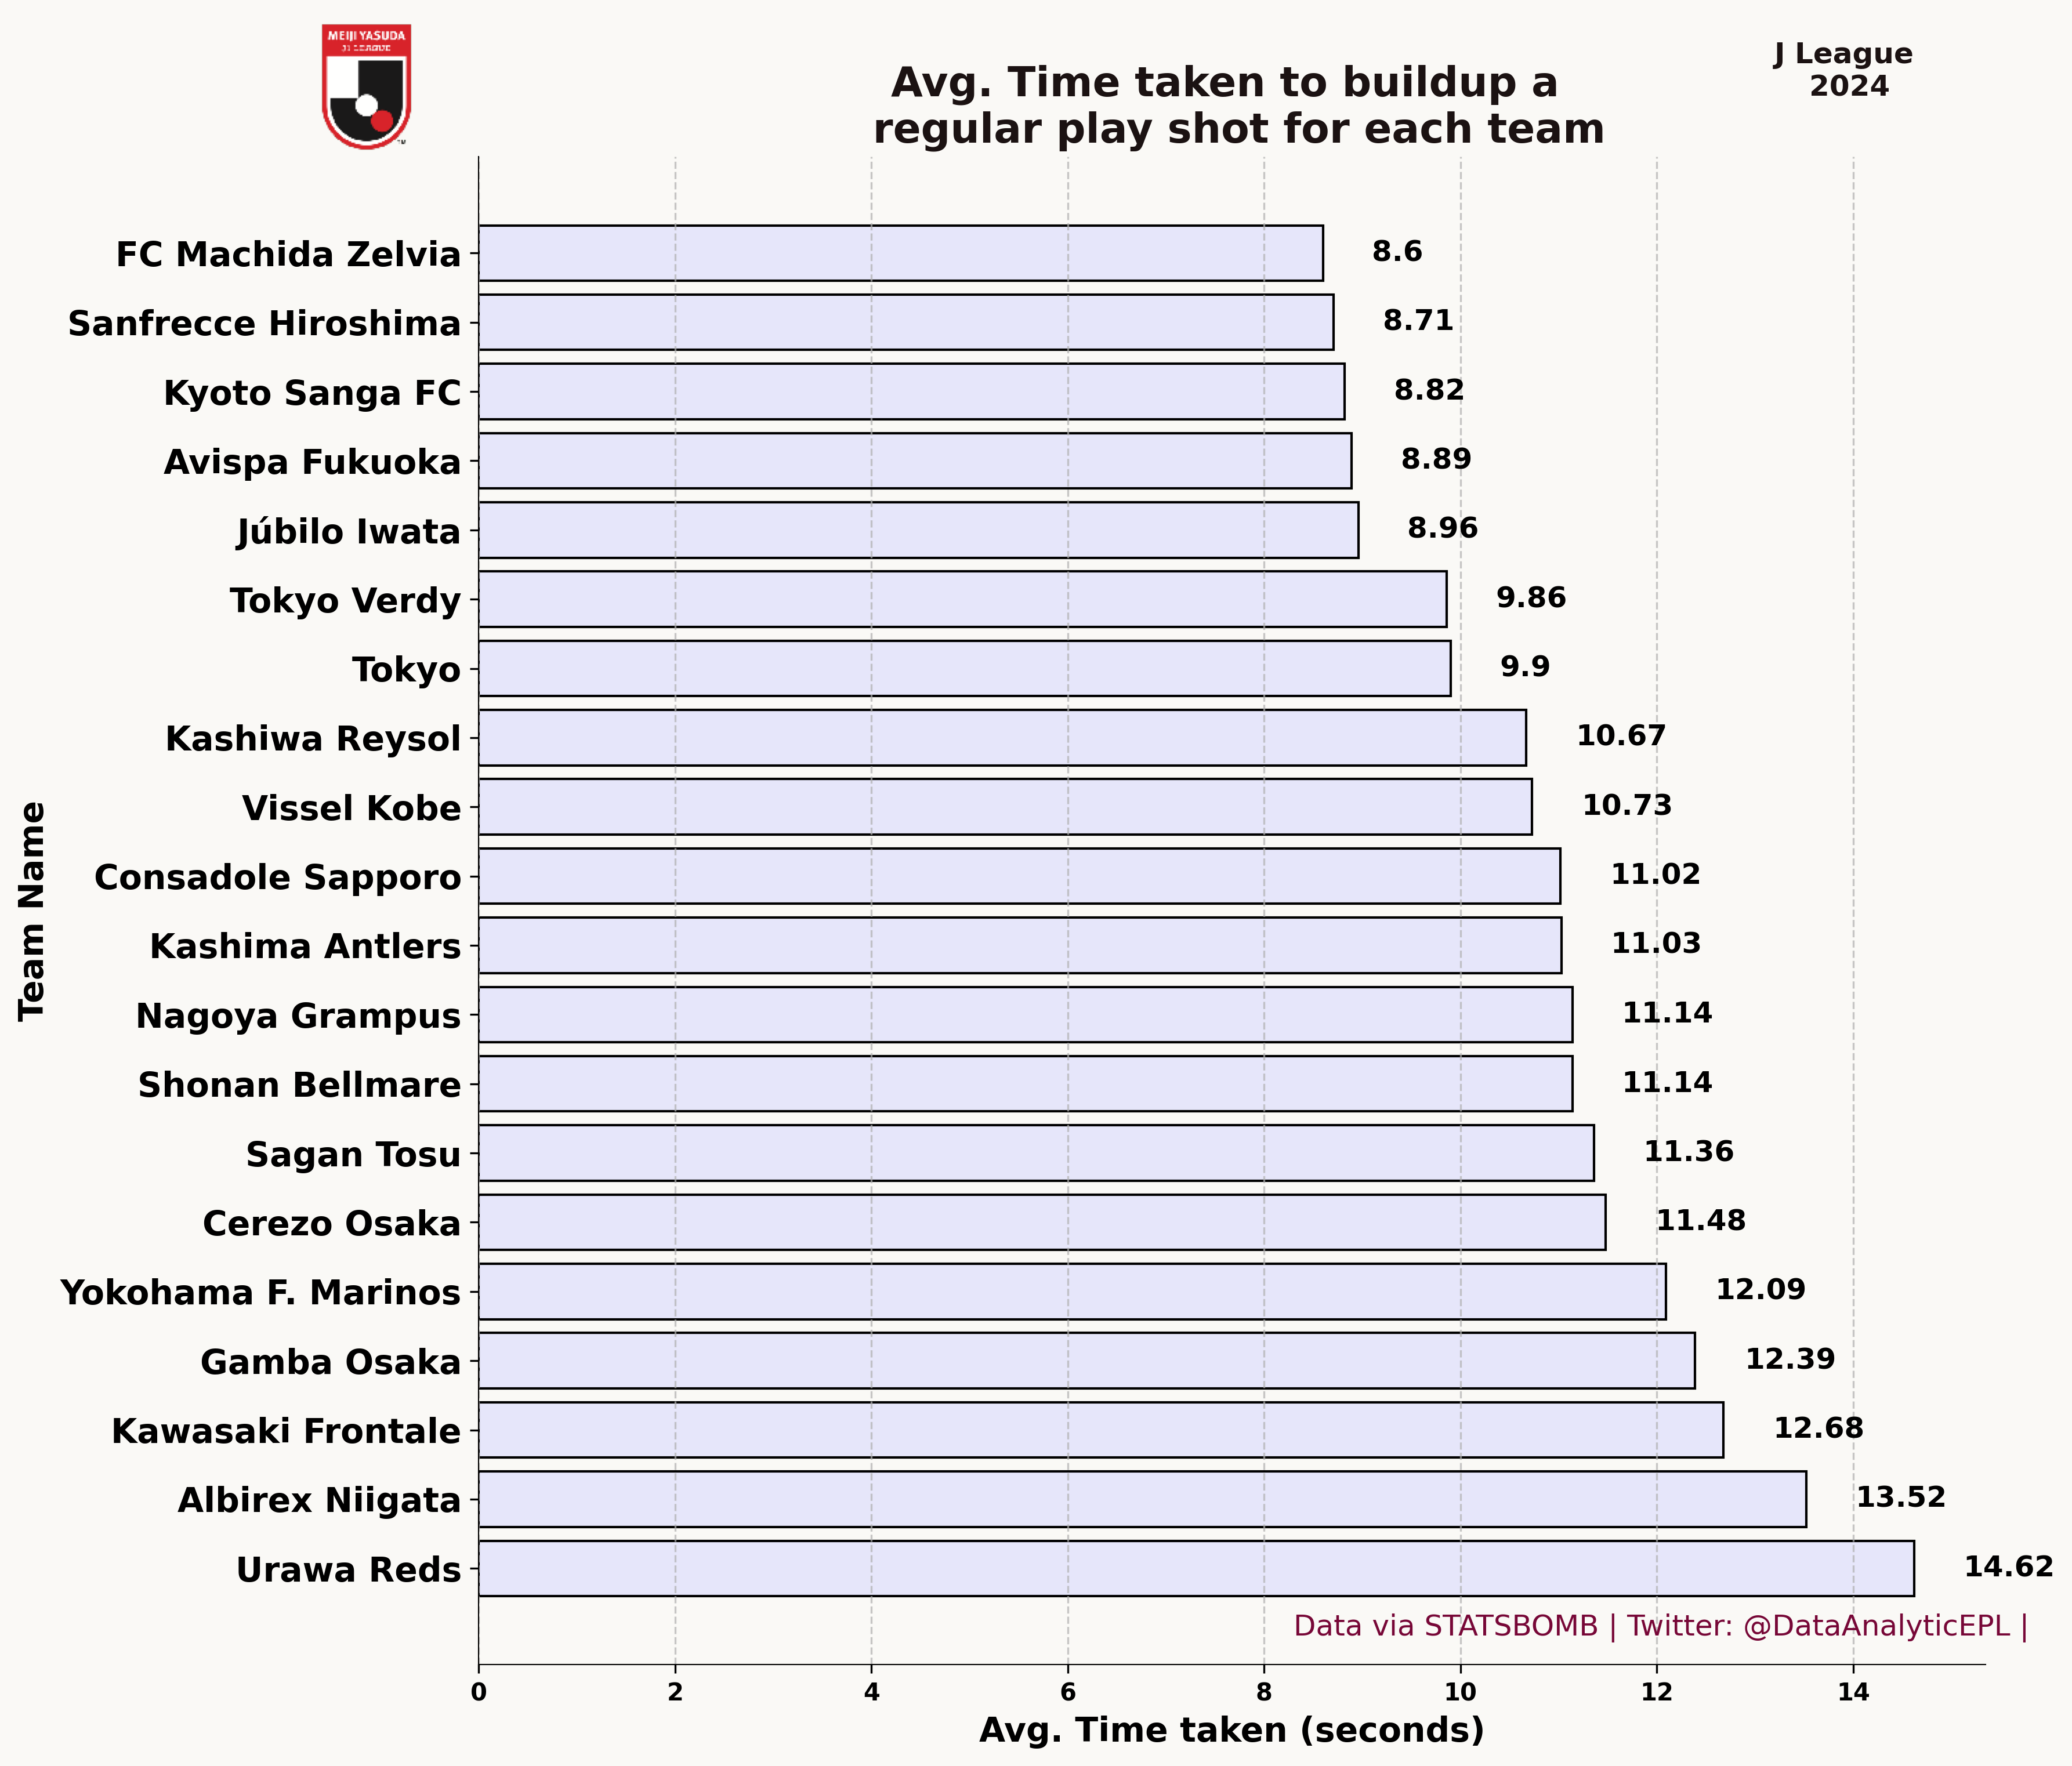 MEIJI YASUDA
J1 LEAGUE
TM
J League
2024
Avg. Time taken to buildup a
regular play shot for each team
Team Name
FC Machida Zelvia 8.6
Sanfrecce Hiroshima 8.71
Kyoto Sanga FC 8.82
Avispa Fukuoka 8.89
Júbilo Iwata 8.96
Tokyo Verdy 9.86
Tokyo 9.9
Kashiwa Reysol 10.67
Vissel Kobe 10.73
Consadole Sapporo 11.02
Kashima Antlers 11.03
Nagoya Grampus 11.14
Shonan Bellmare 11.14
Sagan Tosu 11.36
Cerezo Osaka 11.48
Yokohama F. Marinos 12.09
Gamba Osaka 12.39
Kawasaki Frontale 12.68
Albirex Niigata 13.52
Urawa Reds 14.62
Data via STATSBOMB | Twitter: @DataAnalyticEPL |
0 2 4 6 8 10 12 14
Avg. Time taken (seconds)